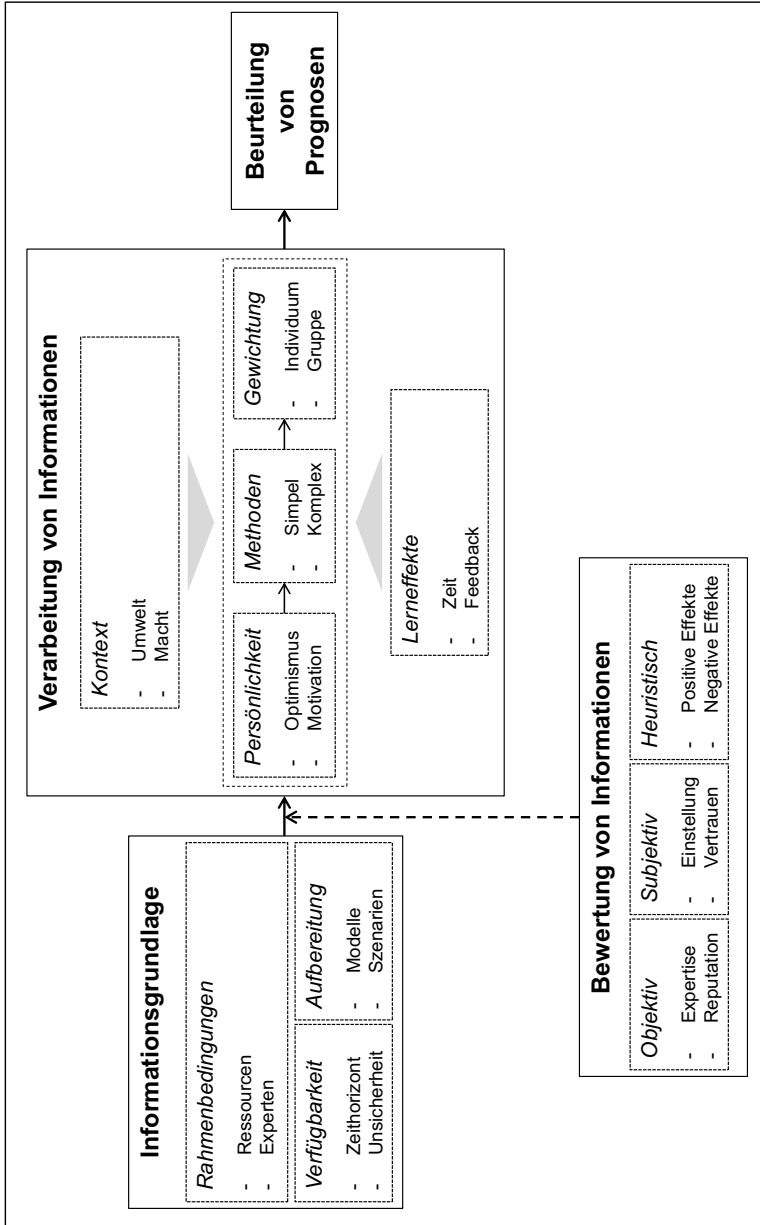 Informationsgrundlage
Rahmenbedingungen
- Ressourcen
- Experten
Verfügbarkeit
- Zeithorizont
- Unsicherheit
Aufbereitung
- Modelle
- Szenarien
Verarbeitung von Informationen
Kontext
- Umwelt
- Macht
Persönlichkeit
- Optimismus
- Motivation
Methoden
- Simpel
- Komplex
Gewichtung
- Individuum
- Gruppe
Lerneffekte
- Zeit
- Feedback
Beurteilung
von
Prognosen
Bewertung von Informationen
Objektiv
- Expertise
- Reputation
Subjektiv
- Einstellung
- Vertrauen
Heuristisch
- Positive Effekte
- Negative Effekte